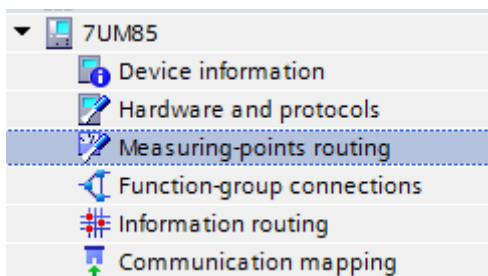 7UM85
Device information
Hardware and protocols
Measuring-points routing
Function-group connections
Information routing
Communication mapping